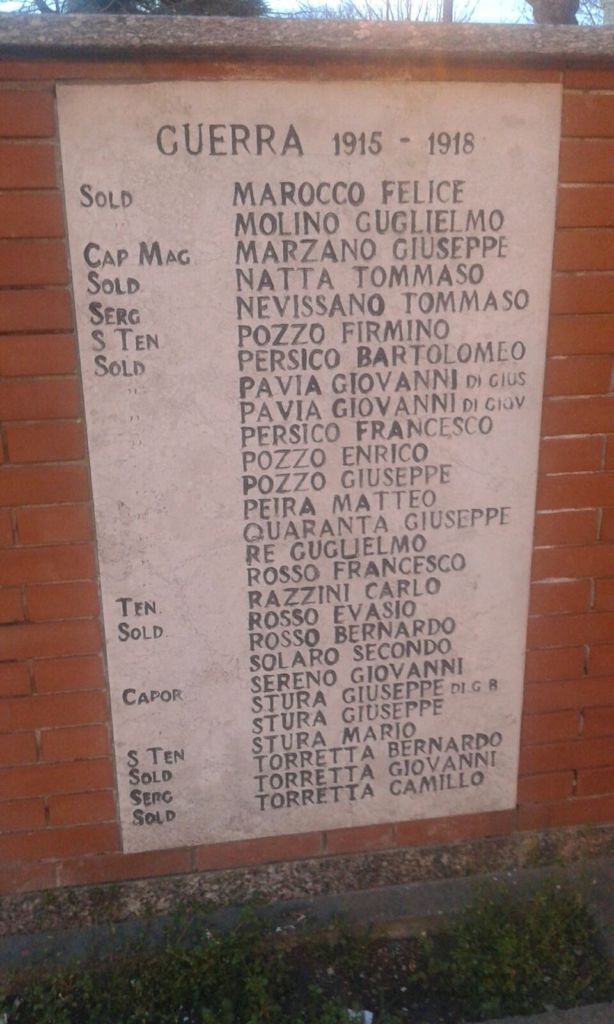 GUERRA 1915 - 1918
SOLD MAROCCO FELICE
MOLINO GUGLIELMO
CAP MAG MARZANO GIUSEPPE
SOLD NATTA TOMMASO
SERG NEVISSANO TOMMASO
S TEN POZZO FIRMINO
SOLD PERSICO BARTOLOMEO
PAVIA GIOVANNI DI GIUS
PAVIA GIOVANNI DI GIOV
PERSICO FRANCESCO
POZZO ENRICO
POZZO GIUSEPPE
PEIRA MATTEO
QUARANTA GIUSEPPE
RE GUGLIELMO
ROSSO FRANCESCO
TEN RAZZINI CARLO
SOLD ROSSO EVASIO
ROSSO BERNARDO
SOLARO SECONDO
CAPOR SERENO GIOVANNI
STURA GIUSEPPE DI G B
STURA GIUSEPPE
S TEN STURA MARIO
SOLD TORRETTA BERNARDO
SERG TORRETTA GIOVANNI
SOLD TORRETTA CAMILLO